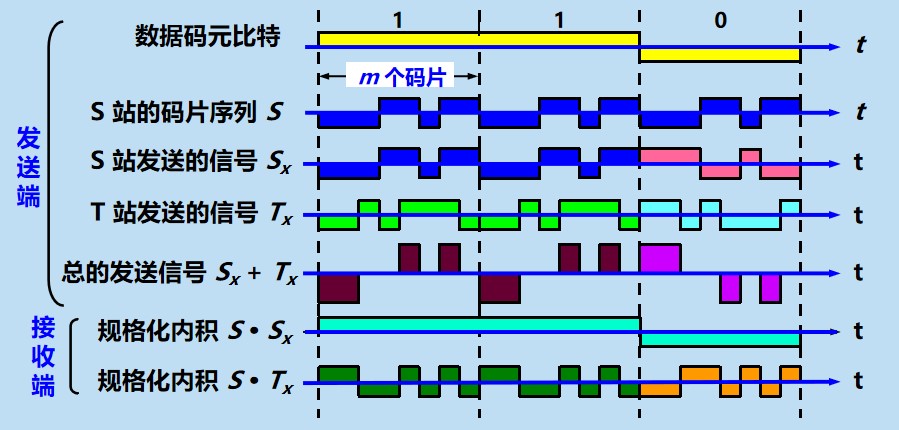 1 1 0
数据码元比特 t
m 个码片
S 站的码片序列 S t
发送端
S 站发送的信号 Sx t
T 站发送的信号 Tx t
总的发送信号 Sx + Tx t
接收端
规格化内积 S • Sx t
规格化内积 S • Tx t